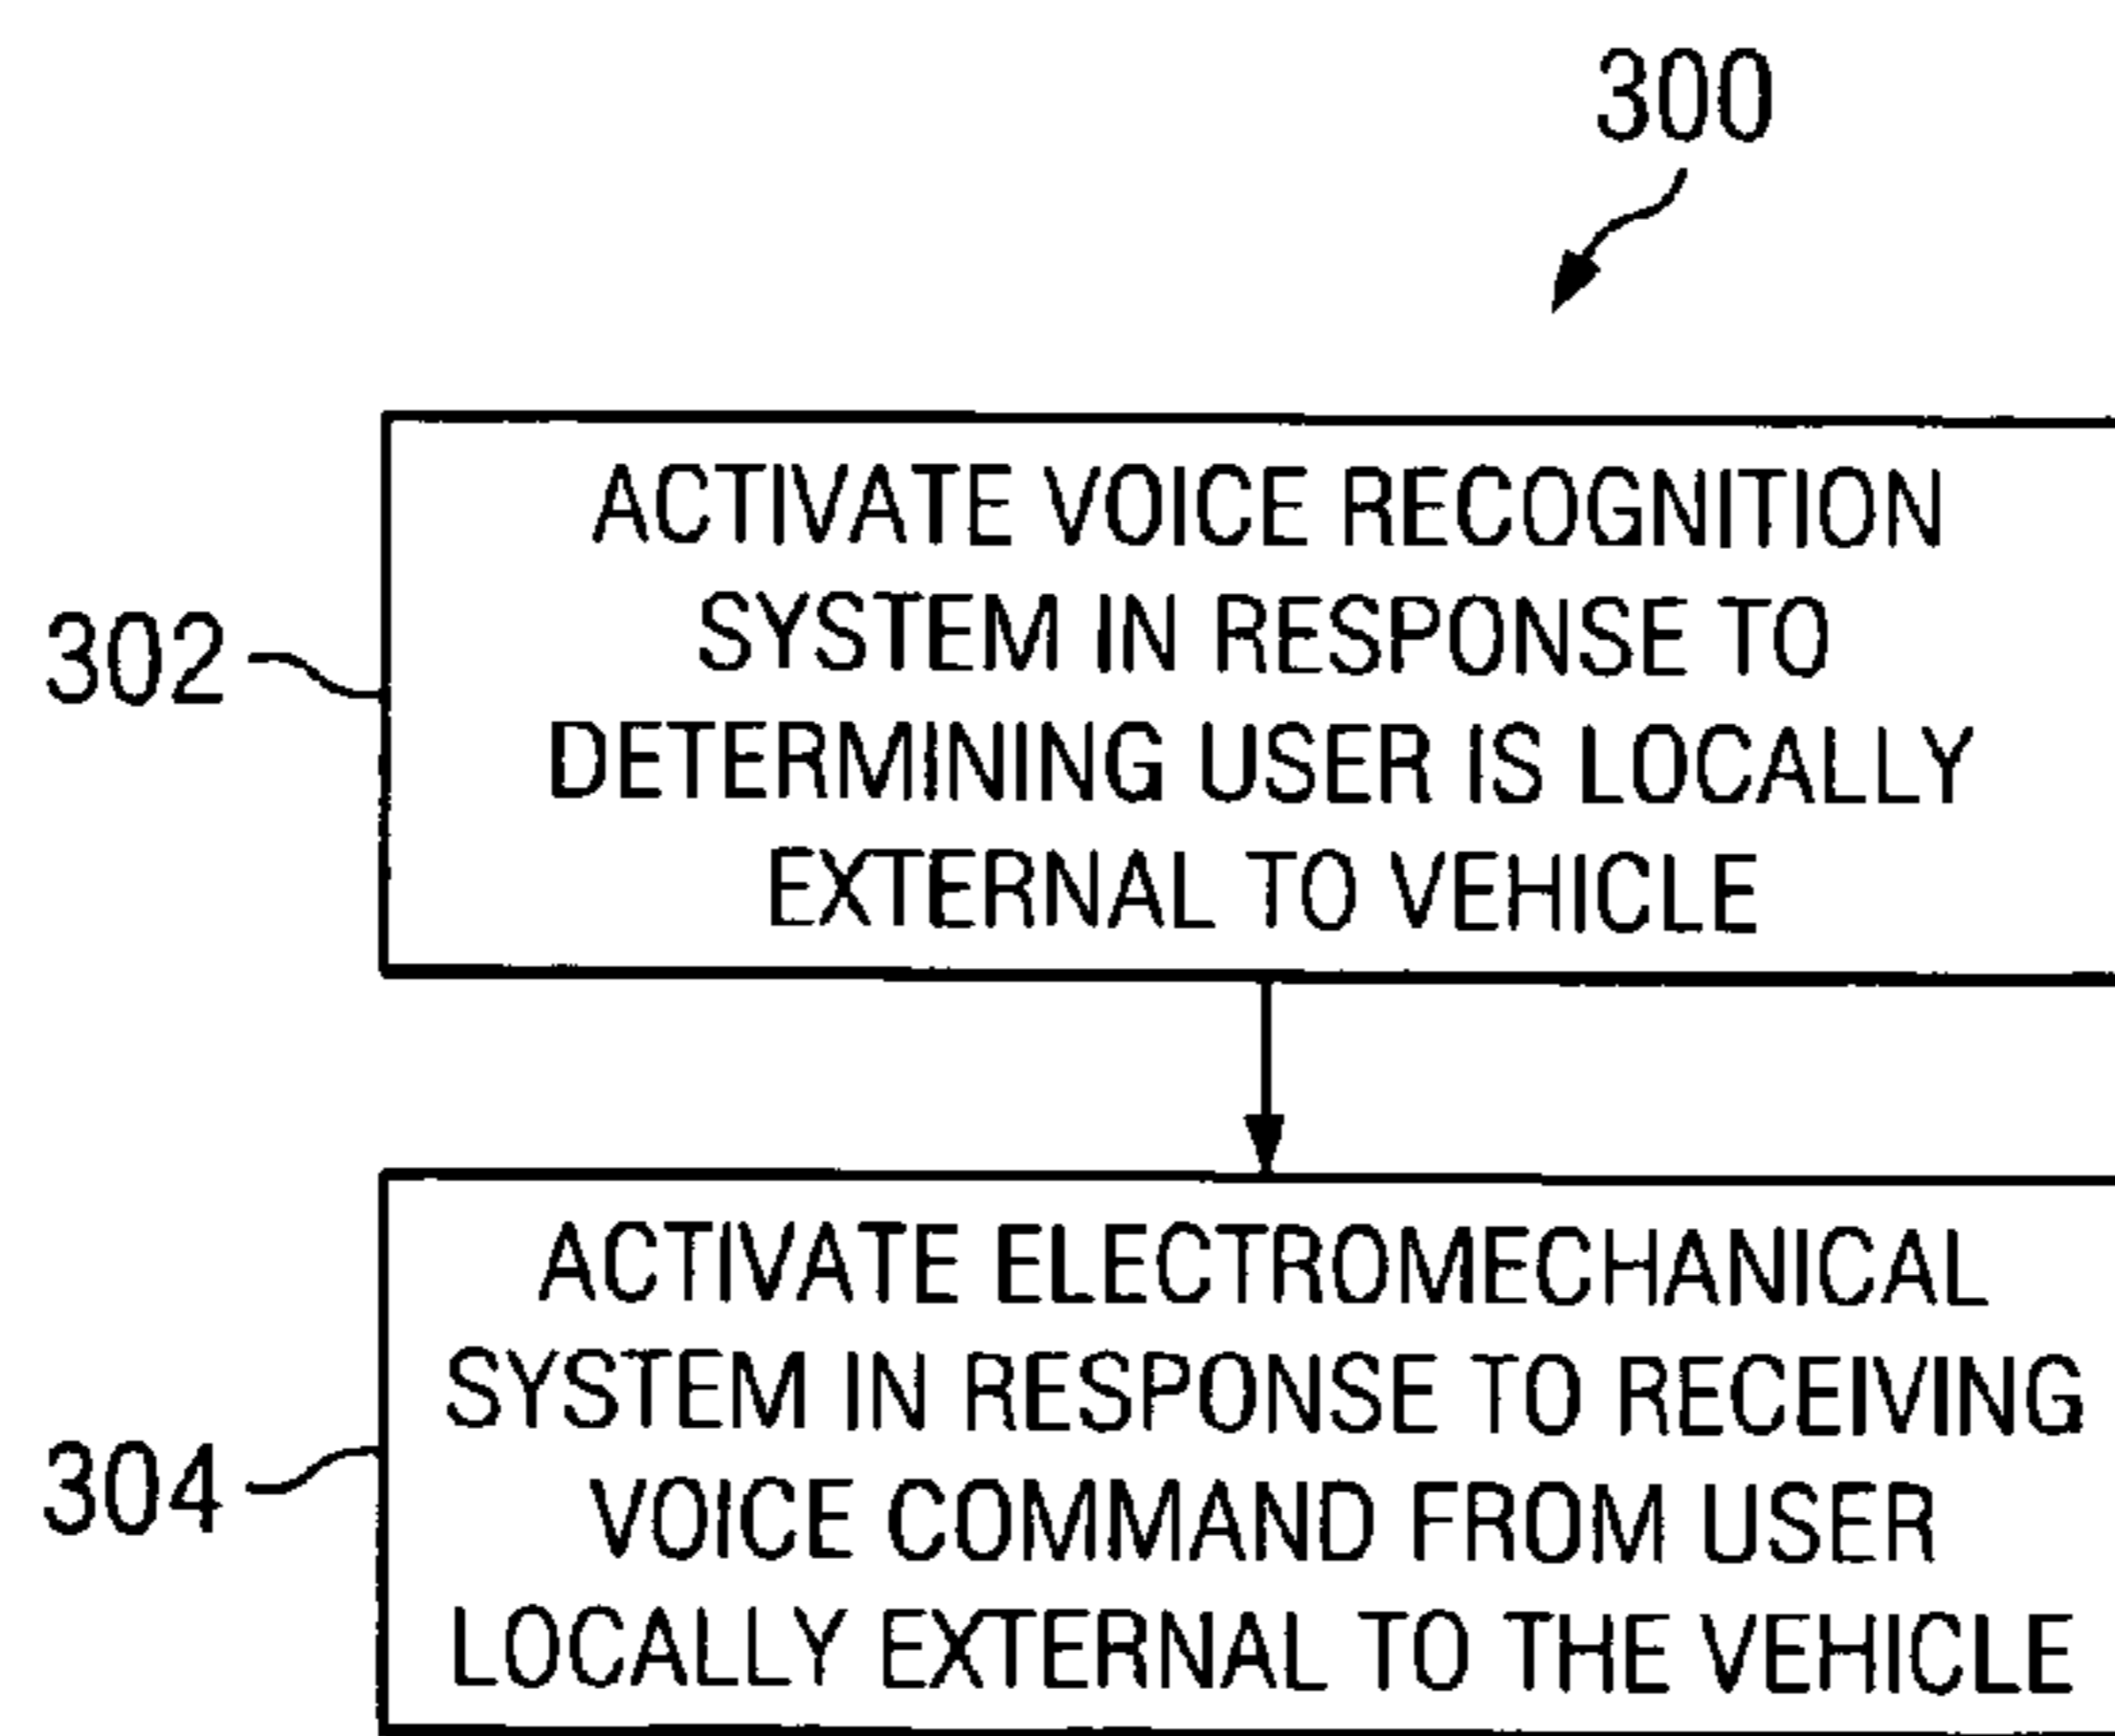 300
302
ACTIVATE VOICE RECOGNITION
SYSTEM IN RESPONSE TO
DETERMINING USER IS LOCALLY
EXTERNAL TO VEHICLE
304
ACTIVATE ELECTROMECHANICAL
SYSTEM IN RESPONSE TO RECEIVING
VOICE COMMAND FROM USER
LOCALLY EXTERNAL TO THE VEHICLE